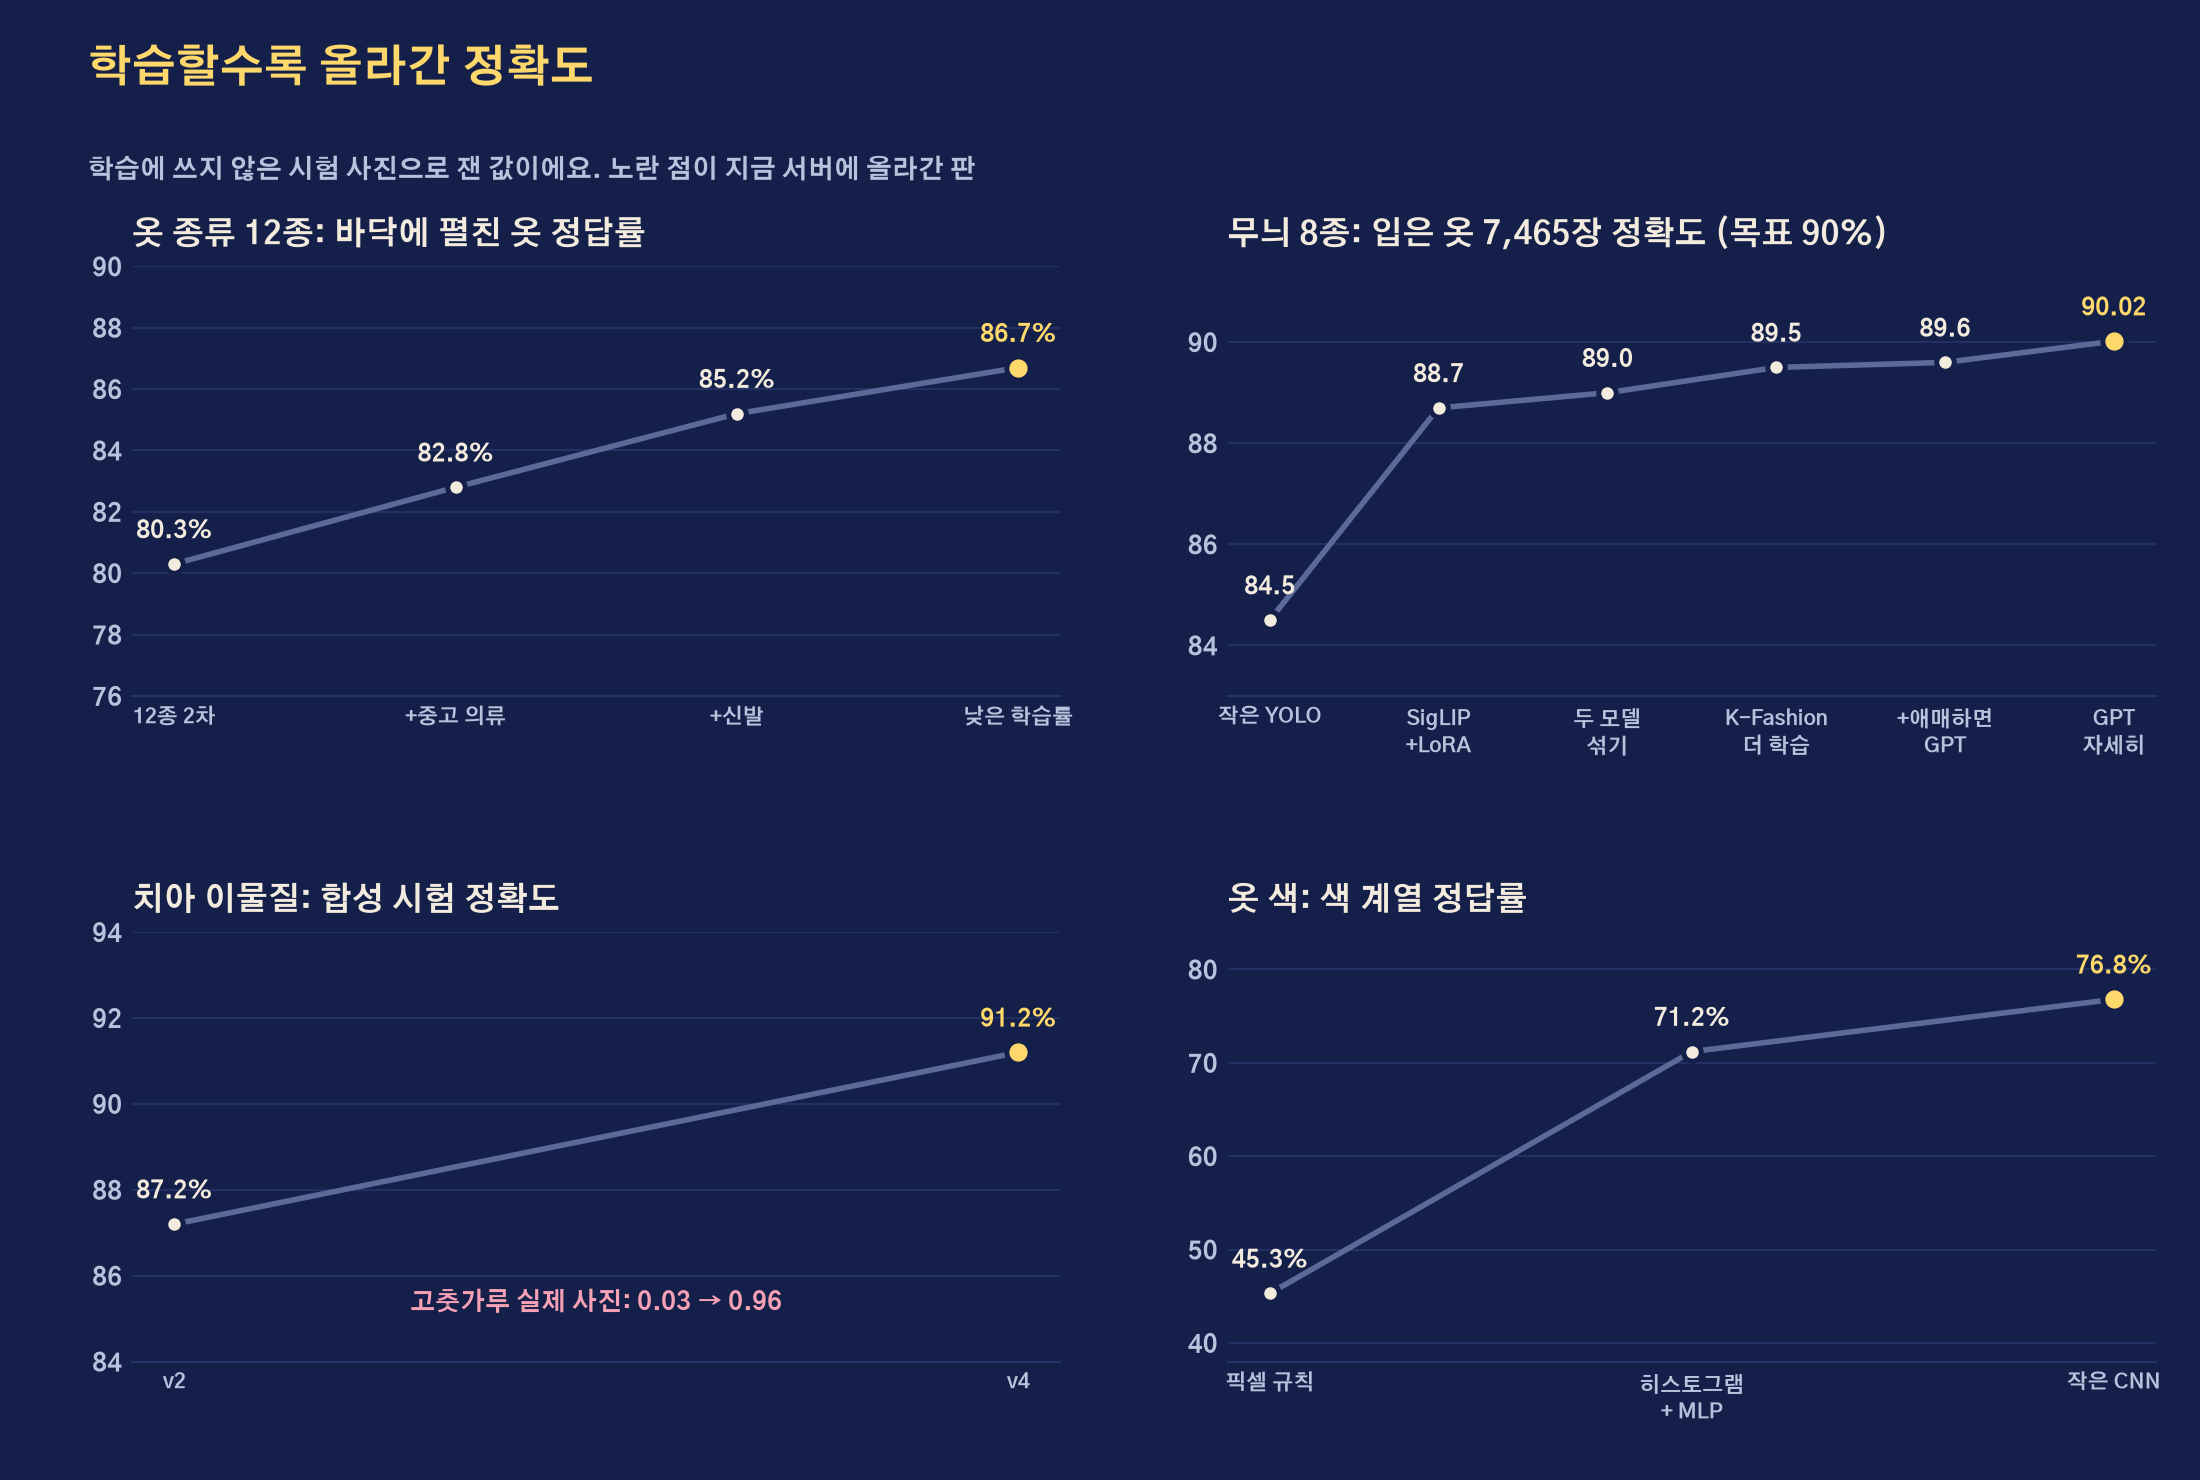 학습할수록 올라간 정확도
학습에 쓰지 않은 시험 사진으로 잰 값이에요. 노란 점이 지금 서버에 올라간 판
옷 종류 12종: 바닥에 펼친 옷 정답률
90
88
86
84
82
80
78
76
80.3%
82.8%
85.2%
86.7%
12종 2차
+중고 의류
+신발
낮은 학습률
무늬 8종: 입은 옷 7,465장 정확도 (목표 90%)
90
88
86
84
84.5
88.7
89.0
89.5
89.6
90.02
작은 YOLO
SigLIP
+LoRA
두 모델
섞기
K-Fashion
더 학습
+애매하면
GPT
GPT
자세히
치아 이물질: 합성 시험 정확도
94
92
90
88
86
84
87.2%
91.2%
고춧가루 실제 사진: 0.03 → 0.96
v2
v4
옷 색: 색 계열 정답률
80
70
60
50
40
45.3%
71.2%
76.8%
픽셀 규칙
히스토그램
+ MLP
작은 CNN